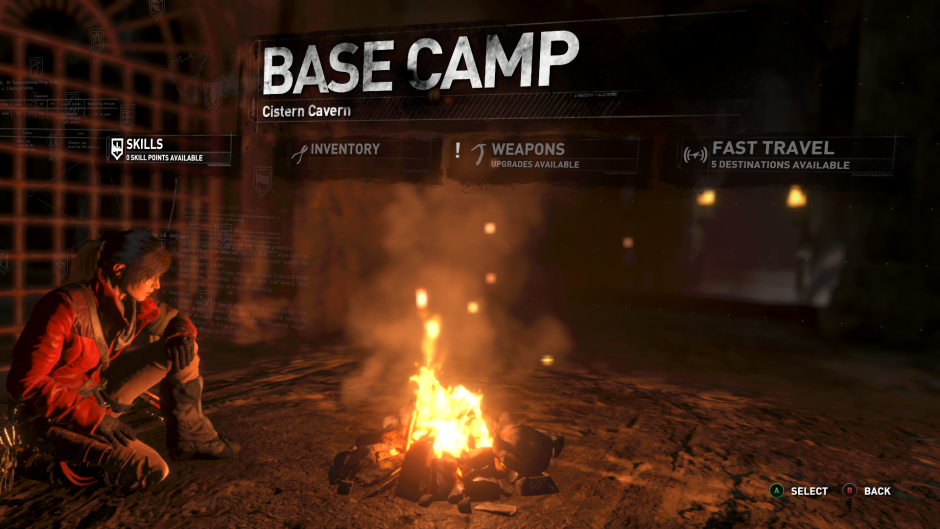 BASE CAMP
Cistern Cavern
SKILLS
0 SKILL POINTS AVAILABLE
INVENTORY
! WEAPONS
UPGRADES AVAILABLE
FAST TRAVEL
5 DESTINATIONS AVAILABLE
A SELECT B BACK